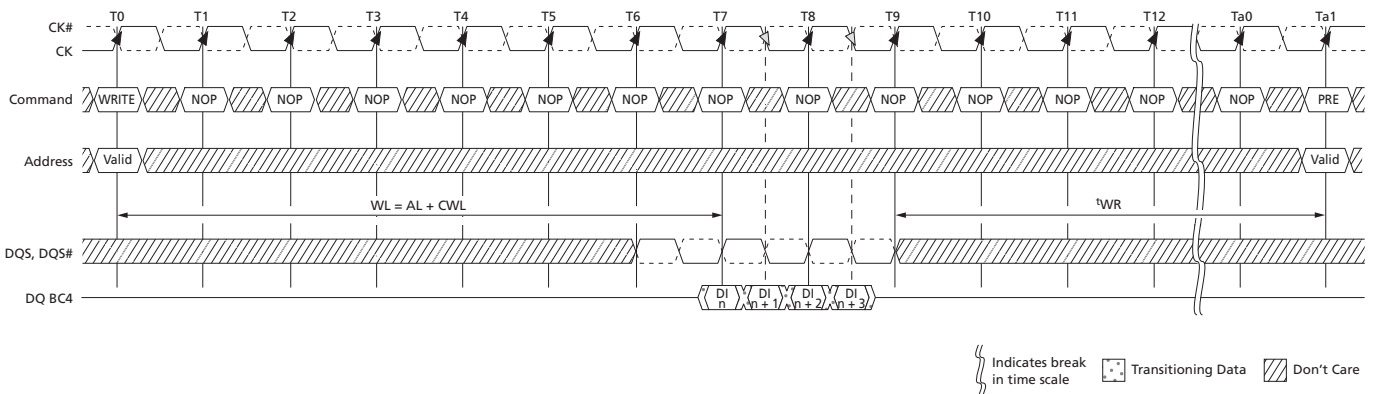 T0 T1 T2 T3 T4 T5 T6 T7 T8 T9 T10 T11 T12 Ta0 Ta1
CK#
CK
Command WRITE NOP NOP NOP NOP NOP NOP NOP NOP NOP NOP NOP NOP NOP PRE
Address Valid Valid
WL = AL + CWL tWR
DQS, DQS#
DQ BC4 DI n DI n + 1 DI n + 2 DI n + 3
Indicates break
in time scale
Transitioning Data
Don't Care